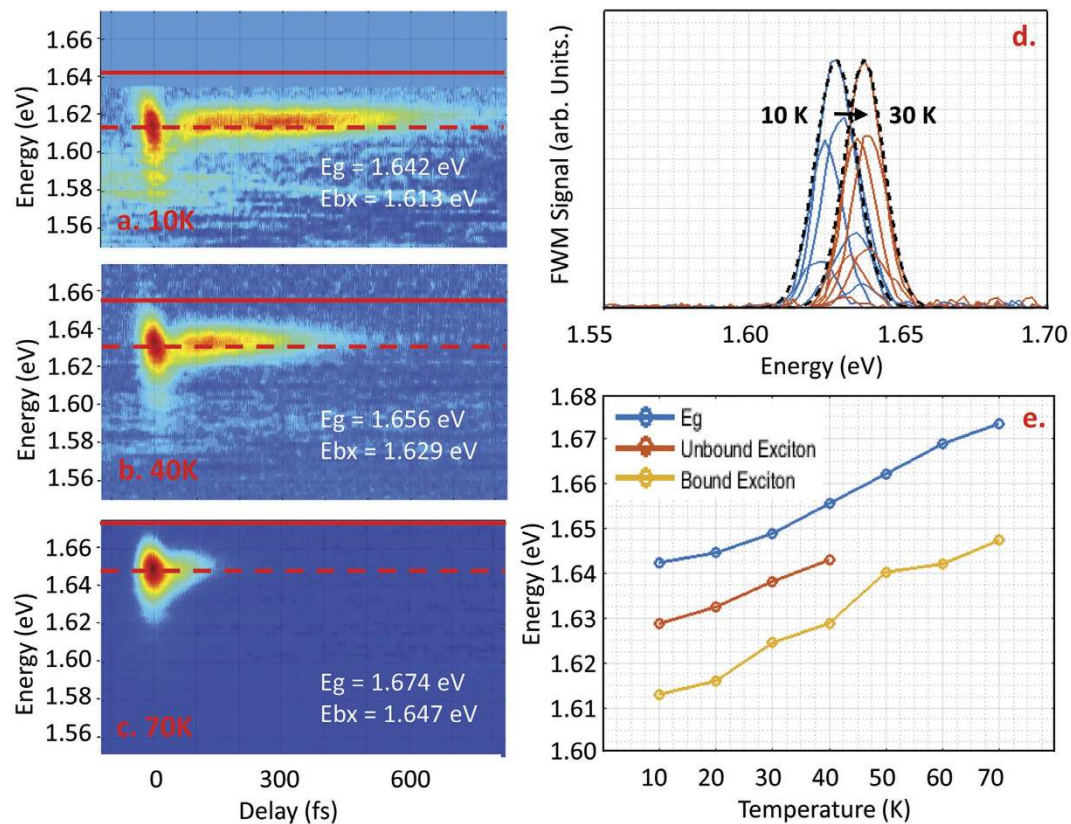 1.66
1.64
1.62
1.60
1.58
1.56
Energy (eV)
Eg = 1.642 eV
Ebx = 1.613 eV
a. 10K
1.66
1.64
1.62
1.60
1.58
1.56
Energy (eV)
Eg = 1.656 eV
Ebx = 1.629 eV
b. 40K
1.66
1.64
1.62
1.60
1.58
1.56
Energy (eV)
Eg = 1.674 eV
Ebx = 1.647 eV
c. 70K
0 300 600
Delay (fs)
d.
FWM Signal (arb. Units.)
10 K 30 K
1.55 1.60 1.65 1.70
Energy (eV)
e.
1.68
1.67
1.66
1.65
1.64
1.63
1.62
1.61
1.60
Energy (eV)
Eg
Unbound Exciton
Bound Exciton
10 20 30 40 50 60 70
Temperature (K)